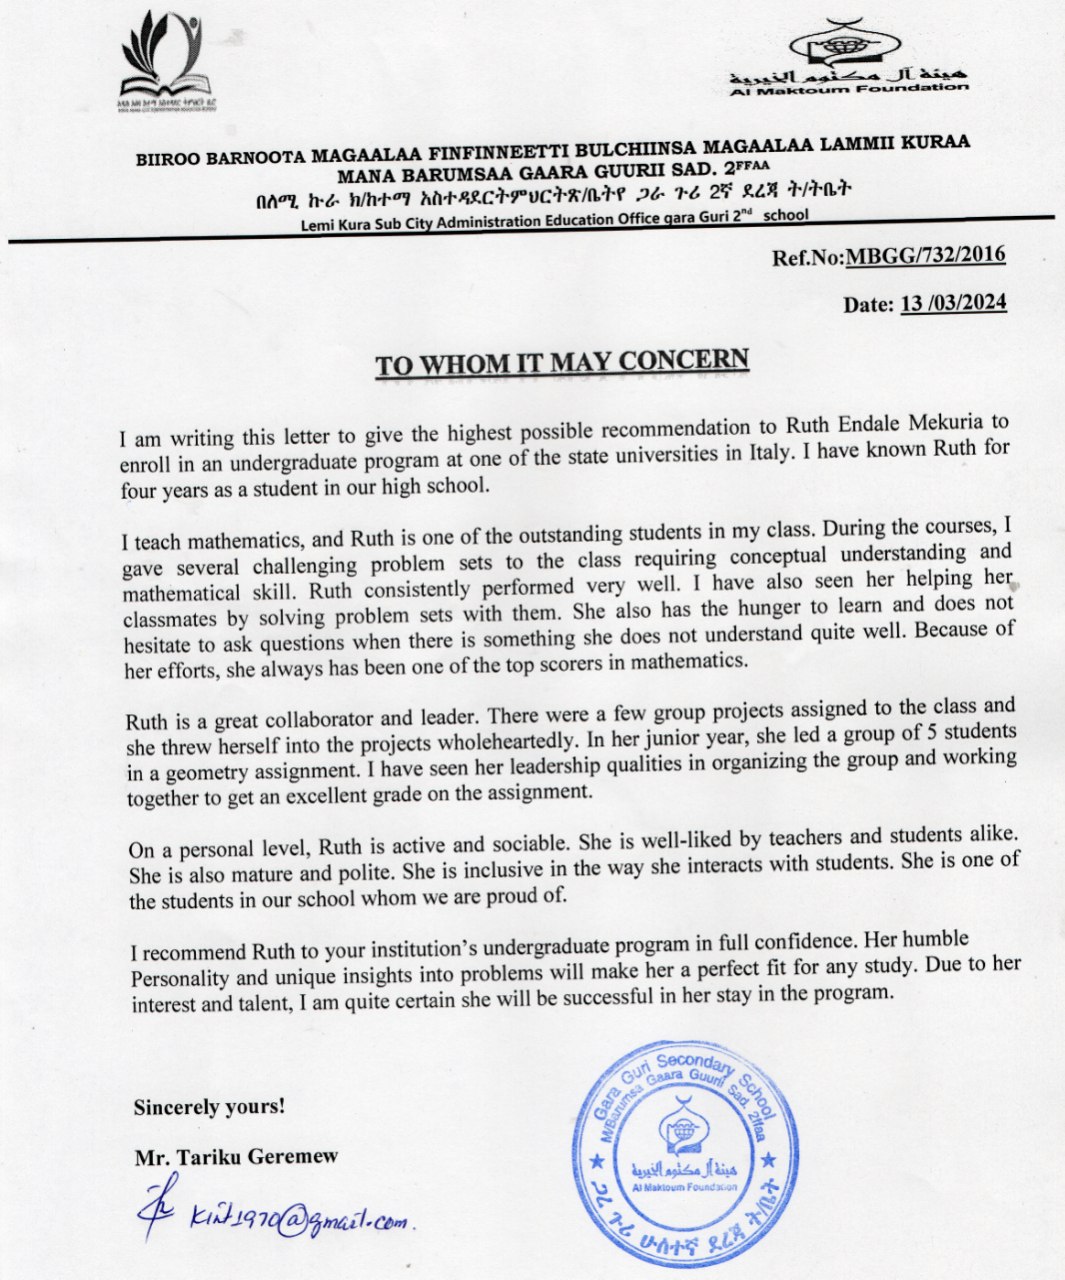 هيئة آل مكتوم الخيرية
Al Maktoum Foundation
BIIROO BARNOOTA MAGAALAA FINFINNEETTI BULCHIINSA MAGAALAA LAMMII KURAA
MANA BARUMSAA GAARA GUURII SAD. 2FFAA
በለሚ ኩራ ክ/ከተማ አስተዳደርትምህርትጽ/ቤትየ ጋራ ጉሪ 2ኛ ደረጃ ት/ትቤት
Lemi Kura Sub City Administration Education Office qara Guri 2nd school
Ref.No:MBGG/732/2016
Date: 13 /03/2024
TO WHOM IT MAY CONCERN
I am writing this letter to give the highest possible recommendation to Ruth Endale Mekuria to
enroll in an undergraduate program at one of the state universities in Italy. I have known Ruth for
four years as a student in our high school.
I teach mathematics, and Ruth is one of the outstanding students in my class. During the courses, I
gave several challenging problem sets to the class requiring conceptual understanding and
mathematical skill. Ruth consistently performed very well. I have also seen her helping her
classmates by solving problem sets with them. She also has the hunger to learn and does not
hesitate to ask questions when there is something she does not understand quite well. Because of
her efforts, she always has been one of the top scorers in mathematics.
Ruth is a great collaborator and leader. There were a few group projects assigned to the class and
she threw herself into the projects wholeheartedly. In her junior year, she led a group of 5 students
in a geometry assignment. I have seen her leadership qualities in organizing the group and working
together to get an excellent grade on the assignment.
On a personal level, Ruth is active and sociable. She is well-liked by teachers and students alike.
She is also mature and polite. She is inclusive in the way she interacts with students. She is one of
the students in our school whom we are proud of.
I recommend Ruth to your institution's undergraduate program in full confidence. Her humble
Personality and unique insights into problems will make her a perfect fit for any study. Due to her
interest and talent, I am quite certain she will be successful in her stay in the program.
Sincerely yours!
Mr. Tariku Geremew
Gara Guri Secondary School
M/Barumsa Gaara Guurii Sad. 2ffaa
هيئة آل مكتوم الخيرية
Al Maktoum Foundation
ጋራ ጉሪ ሁለተኛ ደረጃ ት/ቤት